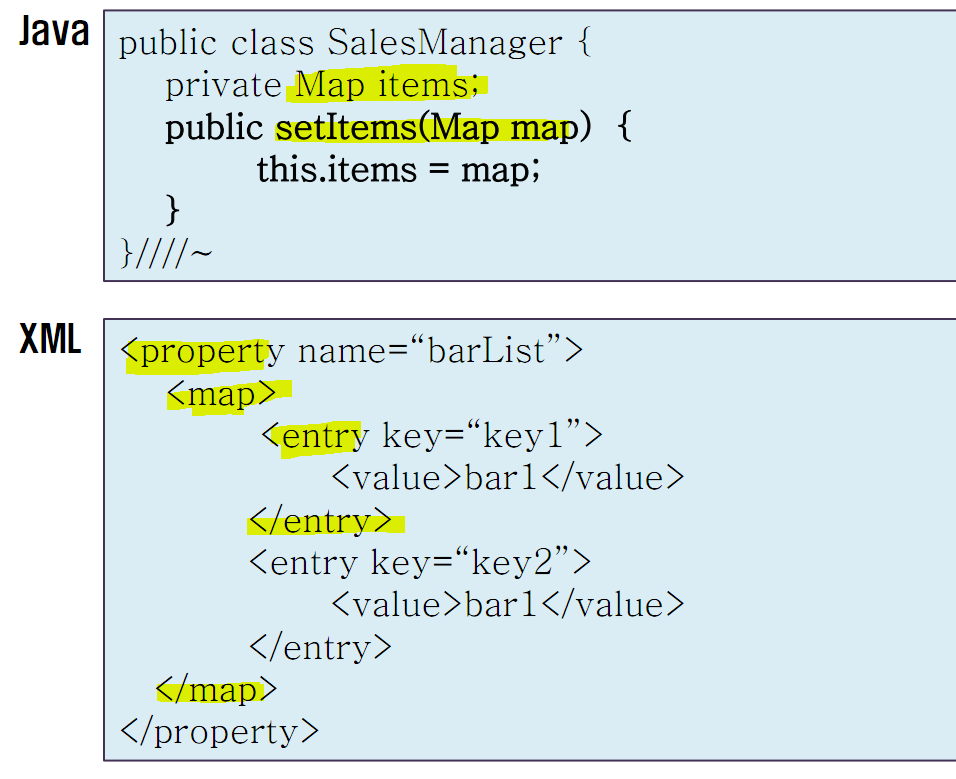 Java
public class SalesManager {
private Map items;
public setItems(Map map) {
this.items = map;
}
}////~
XML
<property name=“barList”>
<map>
<entry key=“key1”>
<value>bar1</value>
</entry>
<entry key=“key2”>
<value>bar1</value>
</entry>
</map>
</property>